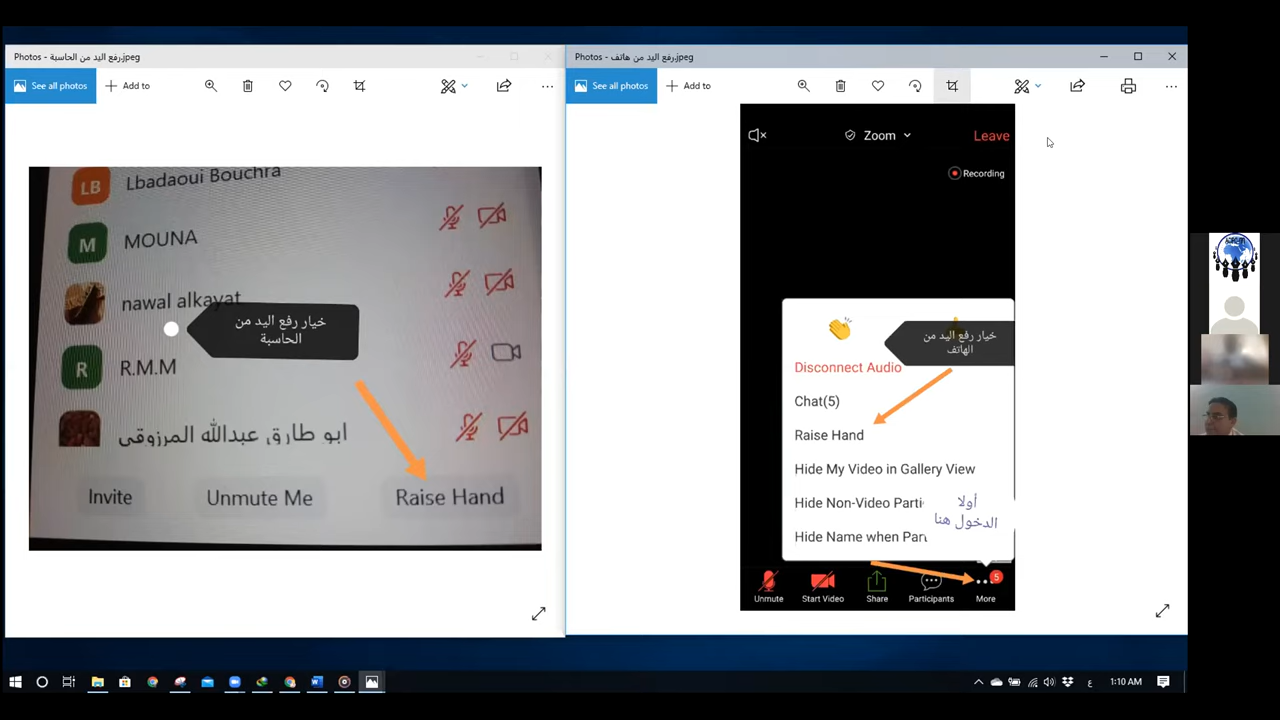 Photos - رفع اليد من الحاسبة.jpeg
See all photos
Add to
Lbadaoui Bouchra
LB
MOUNA
M
nawal alkayat
خيار رفع اليد من
الحاسبة
R.M.M
R
ابو طارق عبدالله المرزوقي
Invite
Unmute Me
Raise Hand
Photos - رفع اليد من هاتف.jpeg
See all photos
Add to
Zoom
Leave
Recording
خيار رفع اليد من
الهاتف
Disconnect Audio
Chat(5)
Raise Hand
Hide My Video in Gallery View
Hide Non-Video Parti
أولا
الدخول هنا
Hide Name when Par
5
Unmute
Start Video
Share
Participants
More
ع
1:10 AM